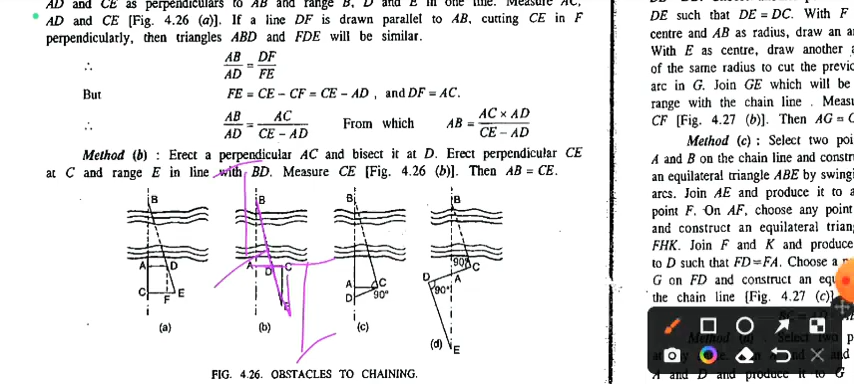 AD and CE as perpendiculars to AB and range B, D and E in one line. Measure AC,
AD and CE [Fig. 4.26 (a)]. If a line DF is drawn parallel to AB, cutting CE in F
perpendicularly, then triangles ABD and FDE will be similar.
∴ AB/AD = DF/FE
But FE = CE − CF = CE − AD , and DF = AC.
∴ AB/AD = AC/CE − AD From which AB = AC × AD/CE − AD
Method (b) : Erect a perpendicular AC and bisect it at D. Erect perpendicular CE
at C and range E in line with BD. Measure CE [Fig. 4.26 (b)]. Then AB = CE.
B B B B
A D A D C A C 90° 90° C
D A
C F E E D 90° 90°
(a) (b) (c) (d) E
FIG. 4.26. OBSTACLES TO CHAINING.
DE such that DE = DC. With F
centre and AB as radius, draw an
With E as centre, draw another
of the same radius to cut the
arc in G. Join GE which will be
range with the chain line .
CF [Fig. 4.27 (b)]. Then AG =
Method (c) : Select two
A and B on the chain line and
an equilateral triangle ABE by
arcs. Join AE and produce it to
point F. On AF, choose any point
and construct an equilateral
FHK. Join F and K and produce
to D such that FD = FA. Choose a
G on FD and construct an
the chain line [Fig. 4.27 (c)]
Select two
and
A and D and produce it to G